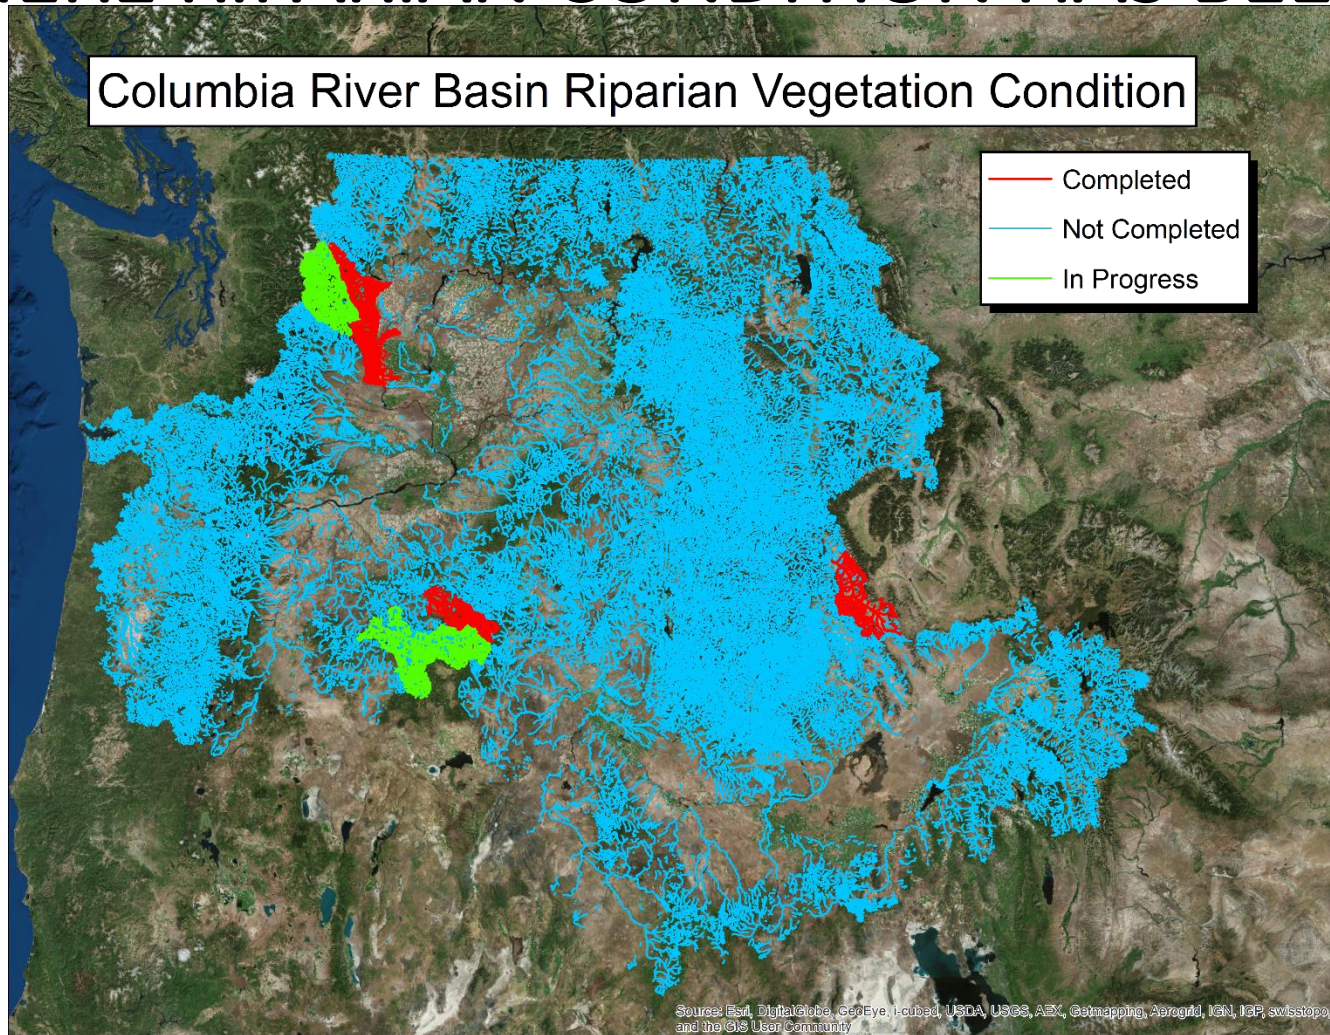 Columbia River Basin Riparian Vegetation Condition
Completed
Not Completed
In Progress
Source: Esri, DigitalGlobe, GeoEye, i-cubed, USDA, USGS, AEX, Getmapping, Aerogrid, IGN, IGP, swisstopo
and the GIS User Community